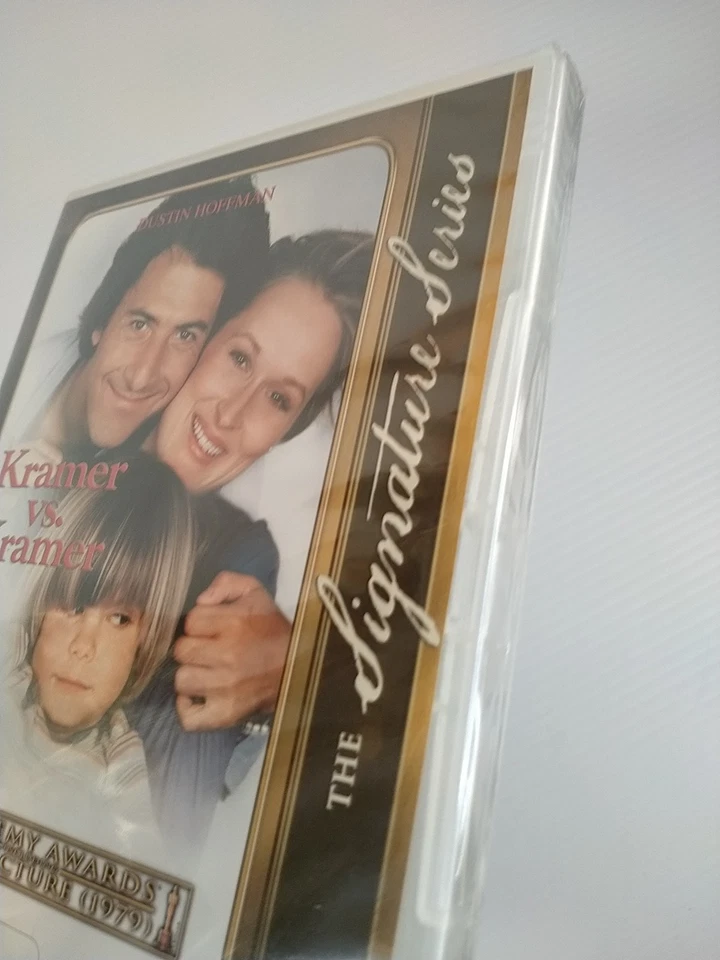 DUSTIN HOFFMAN
Kramer
vs.
ramer
MY AWARDS
CTURE (1979)
THE Signature Series